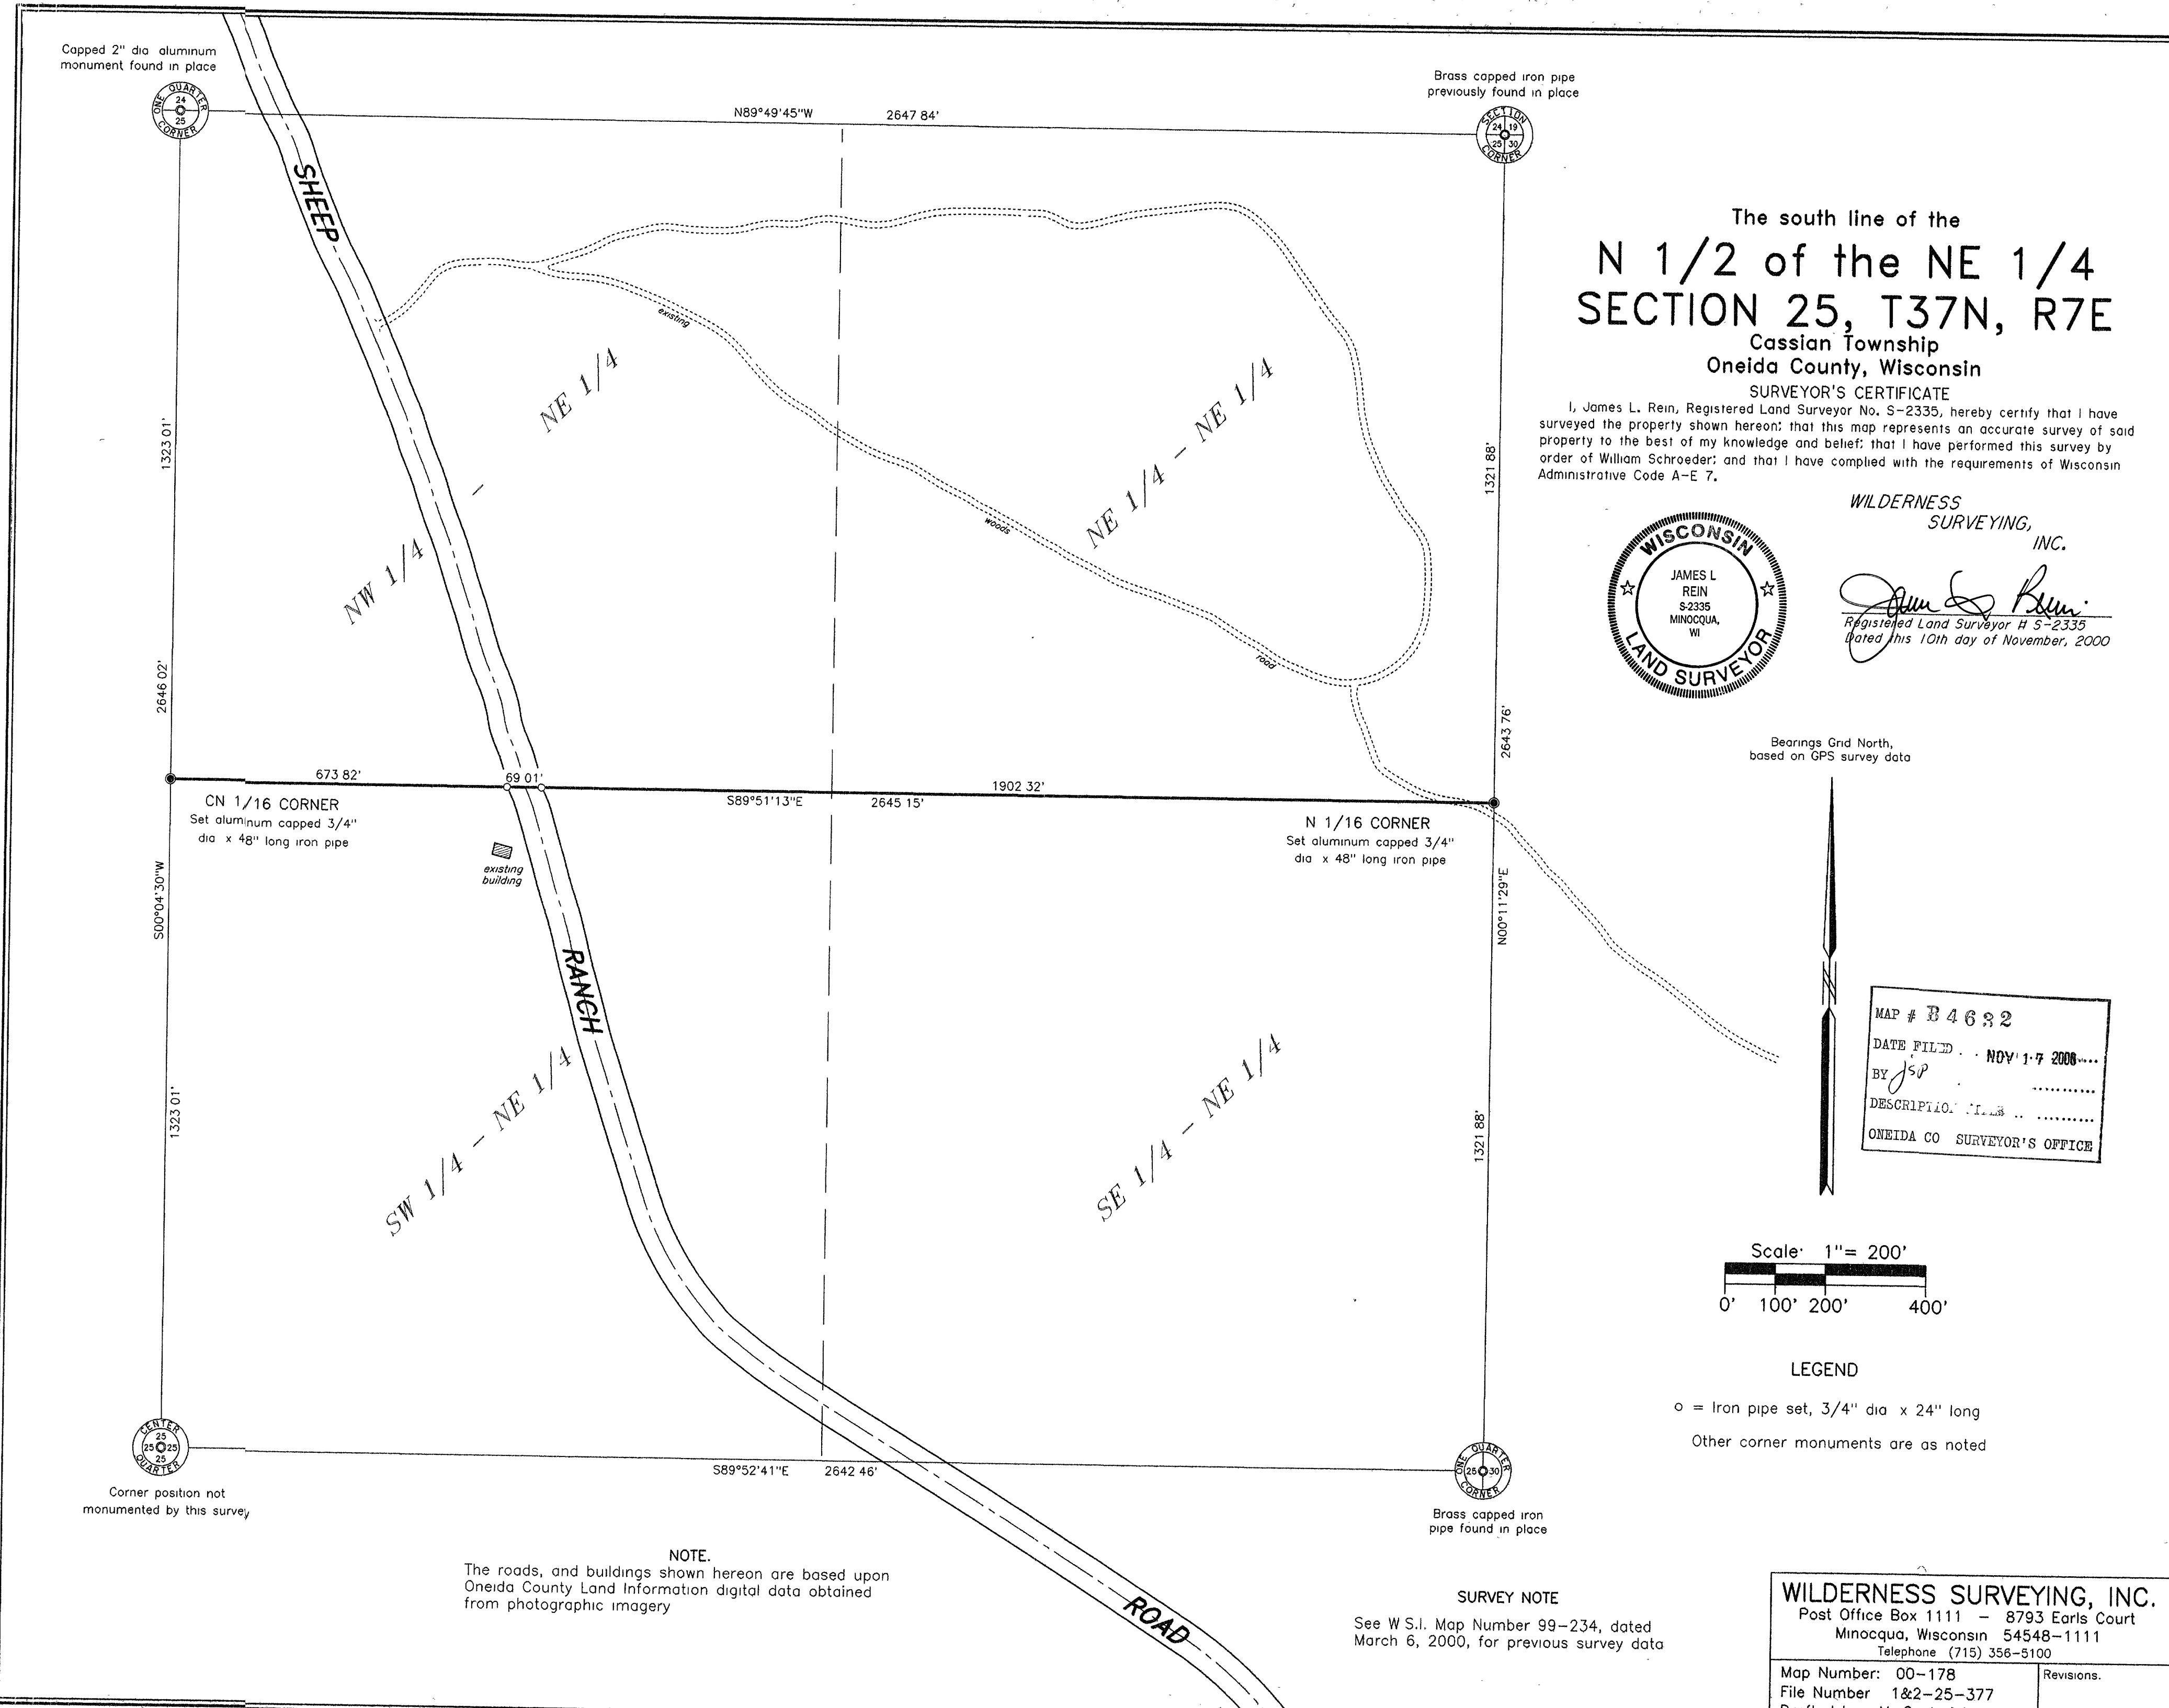 Capped 2" dia aluminum
monument found in place
ONE QUARTER
24
25
CORNER
N89°49'45"W 2647 84'
Brass capped iron pipe
previously found in place
SECTION
24 19
25 30
CORNER
SHEEP
existing
woods
road
NW 1/4 - NE 1/4
NE 1/4 - NE 1/4
1323 01'
2646 02'
1321 88'
2643 76'
673 82'
69 01'
S89°51'13"E 2645 15'
1902 32'
CN 1/16 CORNER
Set aluminum capped 3/4"
dia x 48" long iron pipe
N 1/16 CORNER
Set aluminum capped 3/4"
dia x 48" long iron pipe
existing
building
S00°04'30"W
N00°11'29"E
RANCH
SW 1/4 - NE 1/4
SE 1/4 - NE 1/4
1323 01'
1321 88'
CENTER
25
25 25
25
QUARTER
Corner position not
monumented by this survey
S89°52'41"E 2642 46'
ONE QUARTER
25 30
CORNER
Brass capped iron
pipe found in place
ROAD
NOTE.
The roads, and buildings shown hereon are based upon
Oneida County Land Information digital data obtained
from photographic imagery
SURVEY NOTE
See W S.I. Map Number 99-234, dated
March 6, 2000, for previous survey data
The south line of the
N 1/2 of the NE 1/4
SECTION 25, T37N, R7E
Cassian Township
Oneida County, Wisconsin
SURVEYOR'S CERTIFICATE
I, James L. Rein, Registered Land Surveyor No. S-2335, hereby certify that I have
surveyed the property shown hereon; that this map represents an accurate survey of said
property to the best of my knowledge and belief; that I have performed this survey by
order of William Schroeder; and that I have complied with the requirements of Wisconsin
Administrative Code A-E 7.
WILDERNESS
SURVEYING,
INC.
WISCONSIN
JAMES L
REIN
S-2335
MINOCQUA,
WI
LAND SURVEYOR
Registered Land Surveyor # S-2335
Dated this 10th day of November, 2000
Bearings Grid North,
based on GPS survey data
N
MAP # B4682
DATE FILED . . NOV 17 2000
BY jsp
DESCRIPTION
ONEIDA CO SURVEYOR'S OFFICE
Scale: 1"= 200'
0' 100' 200' 400'
LEGEND
o = Iron pipe set, 3/4" dia x 24" long
Other corner monuments are as noted
WILDERNESS SURVEYING, INC.
Post Office Box 1111 - 8793 Earls Court
Minocqua, Wisconsin 54548-1111
Telephone (715) 356-5100
Map Number: 00-178
File Number 1&2-25-377
Revisions.